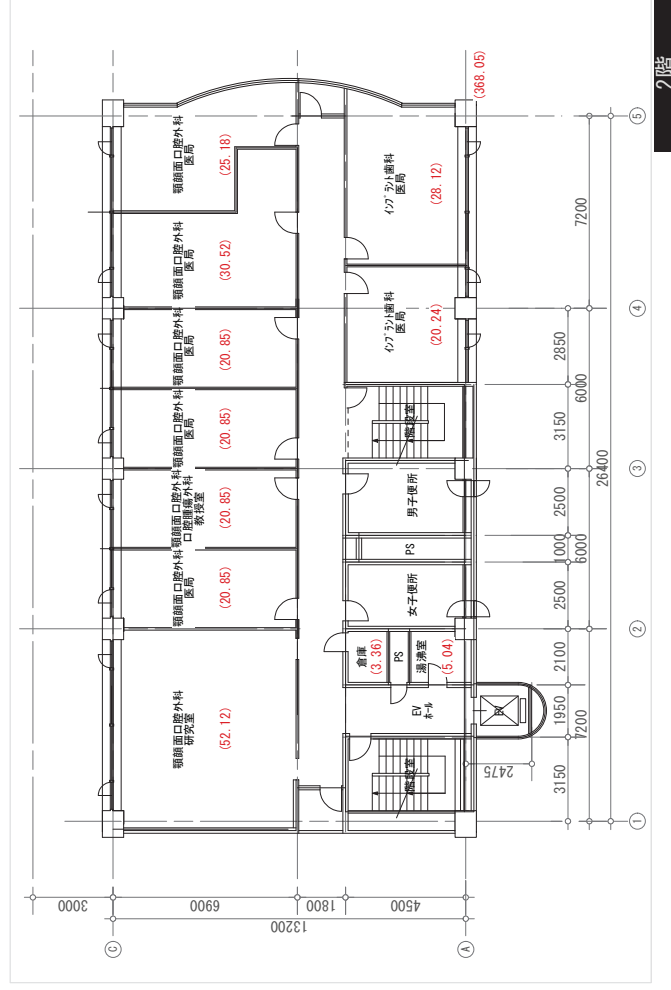 2階
(368.05)
顎顔面口腔外科
研究室
(52.12)
顎顔面口腔外科
医局
(20.85)
顎顔面口腔外科
口腔腫瘍外科
教授室
(20.85)
顎顔面口腔外科
医局
(20.85)
顎顔面口腔外科
医局
(20.85)
顎顔面口腔外科
医局
(30.52)
顎顔面口腔外科
医局
(25.18)
階段室
EV
ホール
EV
倉庫
(3.36)
PS
湯沸室
(5.04)
女子便所
PS
男子便所
階段室
インプラント歯科
医局
(20.24)
インプラント歯科
医局
(28.12)
3000
6900
1800
4500
13200
2475
3150
1950
2100
2500
1000
2500
3150
2850
7200
7200
6000
6000
26400
C
A
1
2
3
4
5